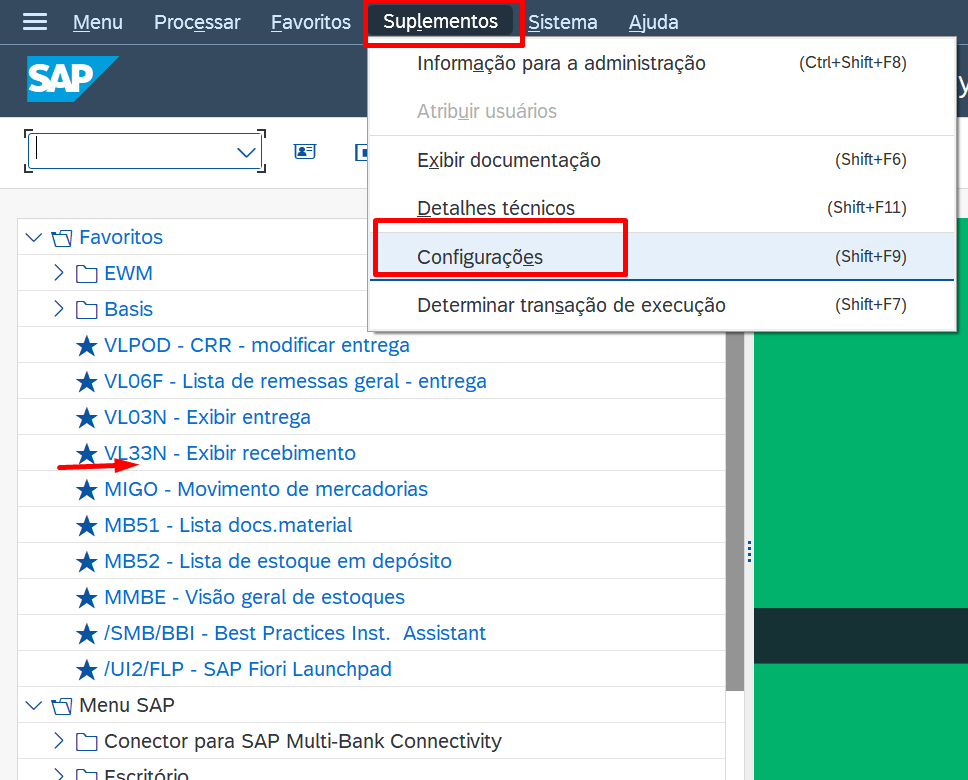 Menu Processar Favoritos Suplementos Sistema Ajuda
SAP
Informação para a administração (Ctrl+Shift+F8)
Atribuir usuários
Exibir documentação (Shift+F6)
Detalhes técnicos (Shift+F11)
Configurações (Shift+F9)
Determinar transação de execução (Shift+F7)
Favoritos
EWM
Basis
VLPOD - CRR - modificar entrega
VL06F - Lista de remessas geral - entrega
VL03N - Exibir entrega
VL33N - Exibir recebimento
MIGO - Movimento de mercadorias
MB51 - Lista docs.material
MB52 - Lista de estoque em depósito
MMBE - Visão geral de estoques
/SMB/BBI - Best Practices Inst.  Assistant
/UI2/FLP - SAP Fiori Launchpad
Menu SAP
Conector para SAP Multi-Bank Connectivity
Escritório